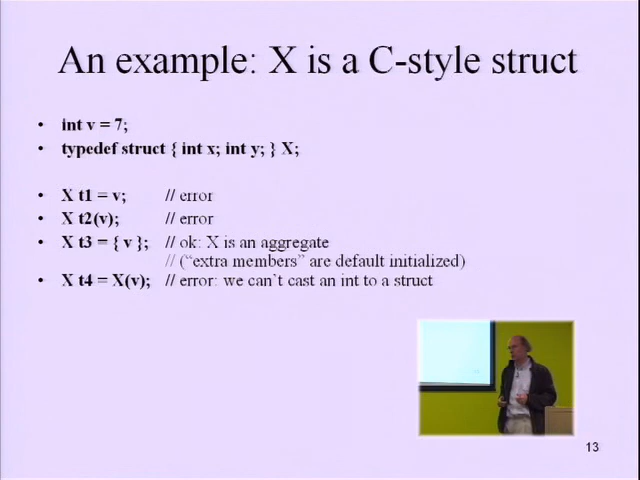 An example: X is a C-style struct
• int v = 7;
• typedef struct { int x; int y; } X;
• X t1 = v; // error
• X t2(v); // error
• X t3 = { v }; // ok: X is an aggregate
// (“extra members” are default initialized)
• X t4 = X(v); // error: we can`t cast an int to a struct
13